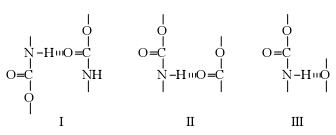 O O O
N–H O=C O=C O O=C
O=C NH N–H O=C N–H O
O
I II III